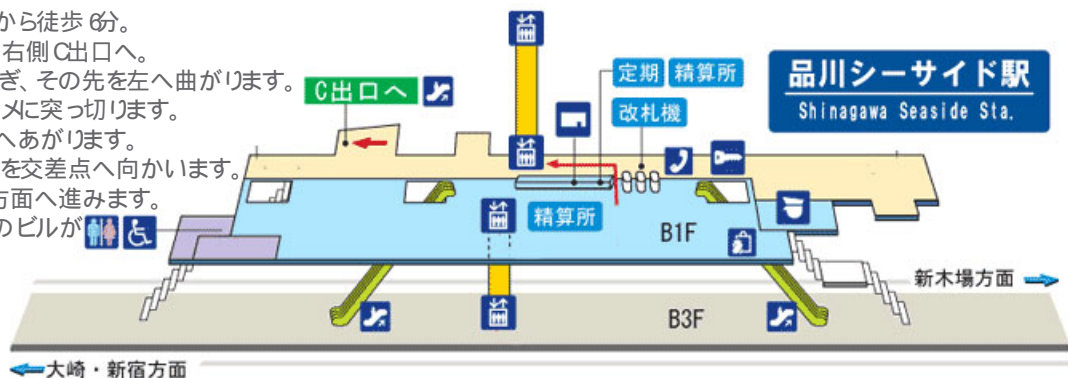 から徒歩6分。
右側C出口へ。
ぎ、その先を左へ曲がります。
メに突っ切ります。
へあがります。
を交差点へ向かいます。
方面へ進みます。
のビルが
C出口へ
定期 精算所
改札機
品川シーサイド駅
Shinagawa Seaside Sta.
精算所
B1F
新木場方面
B3F
大崎・新宿方面